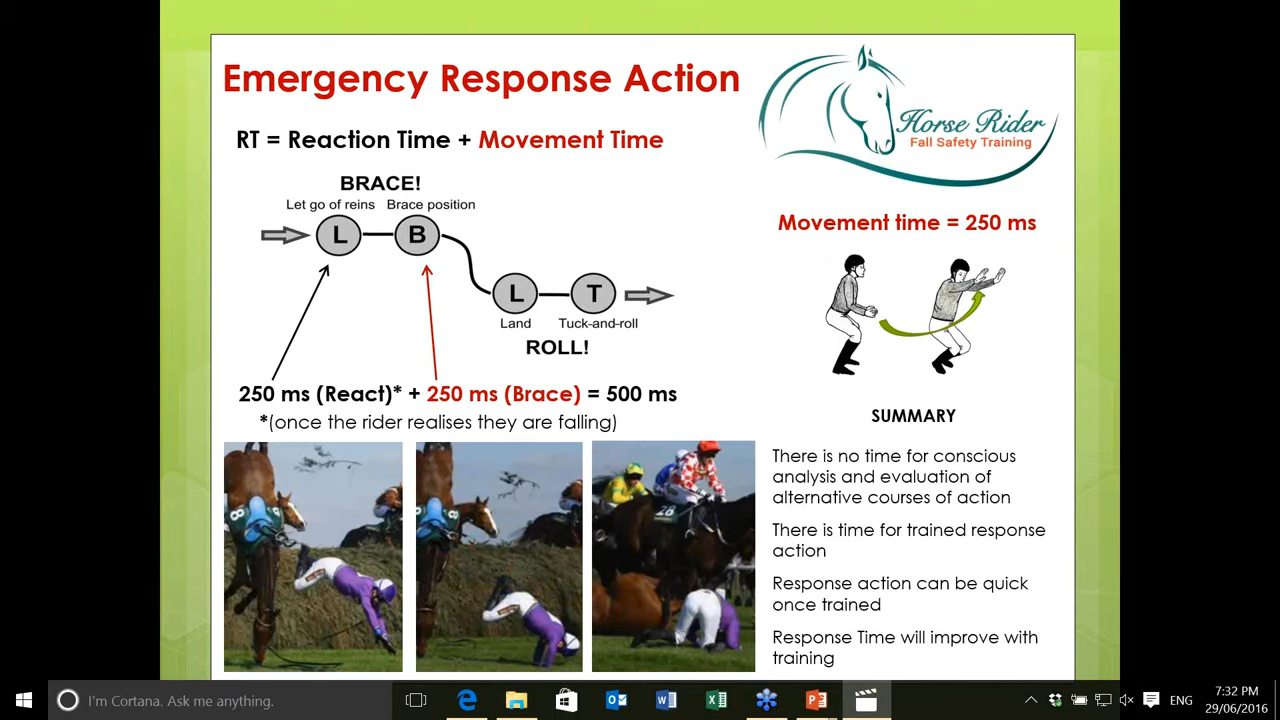 Emergency Response Action
Horse Rider
Fall Safety Training
RT = Reaction Time + Movement Time
BRACE!
Let go of reins Brace position
L B
L T
Land Tuck-and-roll
ROLL!
250 ms (React)* + 250 ms (Brace) = 500 ms
*(once the rider realises they are falling)
8
8
28
Movement time = 250 ms
SUMMARY
There is no time for conscious
analysis and evaluation of
alternative courses of action
There is time for trained response
action
Response action can be quick
once trained
Response Time will improve with
training
I'm Cortana. Ask me anything.
ENG
7:32 PM
29/06/2016